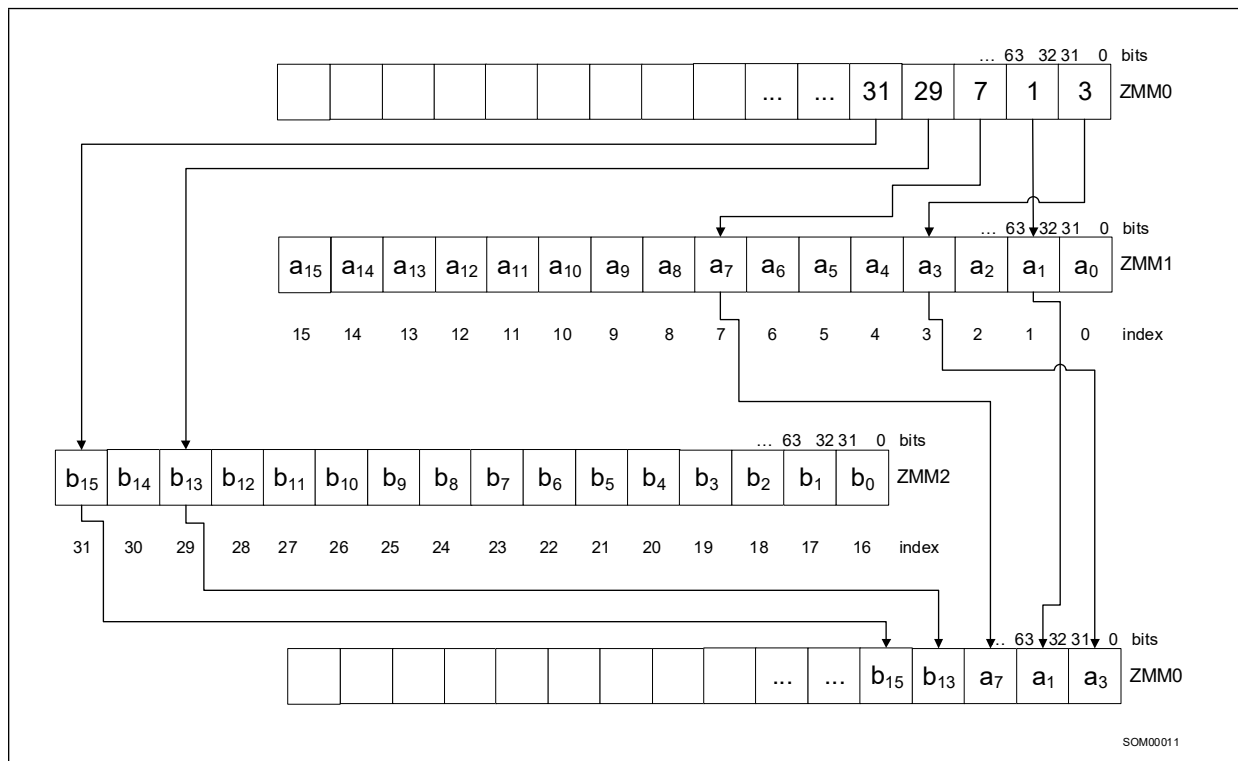 ... 63 32 31 0 bits
... ... 31 29 7 1 3 ZMM0
... 63 32 31 0 bits
a15 a14 a13 a12 a11 a10 a9 a8 a7 a6 a5 a4 a3 a2 a1 a0 ZMM1
15 14 13 12 11 10 9 8 7 6 5 4 3 2 1 0 index
... 63 32 31 0 bits
b15 b14 b13 b12 b11 b10 b9 b8 b7 b6 b5 b4 b3 b2 b1 b0 ZMM2
31 30 29 28 27 26 25 24 23 22 21 20 19 18 17 16 index
.. 63 32 31 0 bits
... ... b15 b13 a7 a1 a3 ZMM0
SOM00011